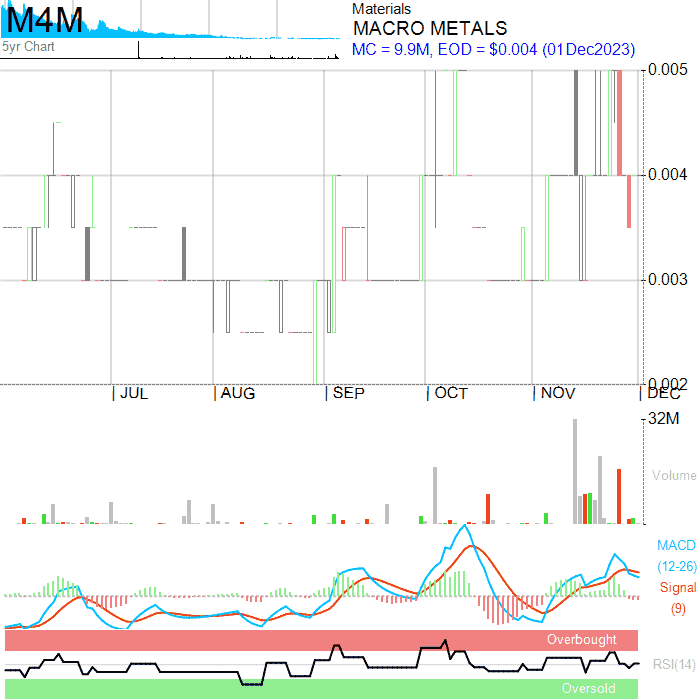 M4M
5yr Chart
Materials
MACRO METALS
MC = 9.9M, EOD = $0.004 (01Dec2023)
0.005
0.004
0.003
0.002
JUL
AUG
SEP
OCT
NOV
DEC
32M
Volume
MACD
(12-26)
Signal
(9)
Overbought
RSI(14)
Oversold